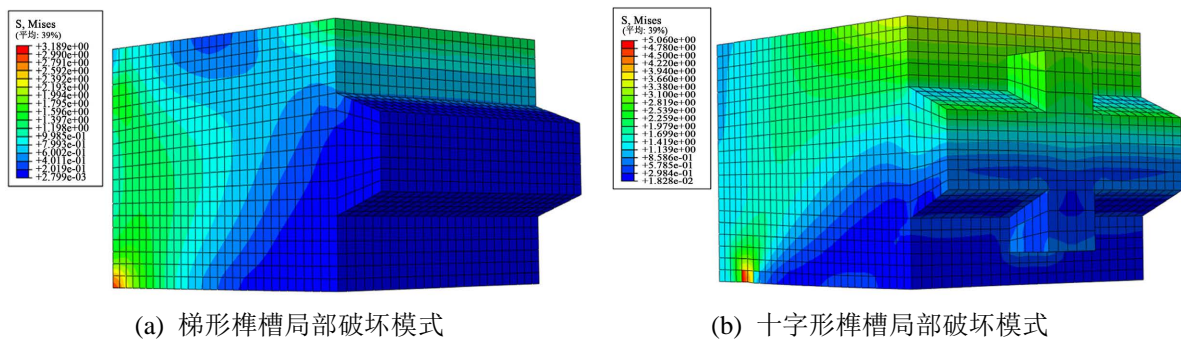 S, Mises
(平均: 39%)
+3.189e+00
+2.990e+00
+2.791e+00
+2.592e+00
+2.392e+00
+2.193e+00
+1.994e+00
+1.795e+00
+1.596e+00
+1.397e+00
+1.198e+00
+9.985e-01
+7.993e-01
+6.002e-01
+4.011e-01
+2.019e-01
+2.799e-03
S, Mises
(平均: 39%)
+5.060e+00
+4.780e+00
+4.500e+00
+4.220e+00
+3.940e+00
+3.660e+00
+3.380e+00
+3.100e+00
+2.819e+00
+2.539e+00
+2.259e+00
+1.979e+00
+1.699e+00
+1.419e+00
+1.139e+00
+8.586e-01
+5.785e-01
+2.984e-01
+1.828e-02
(a) 梯形榫槽局部破坏模式
(b) 十字形榫槽局部破坏模式